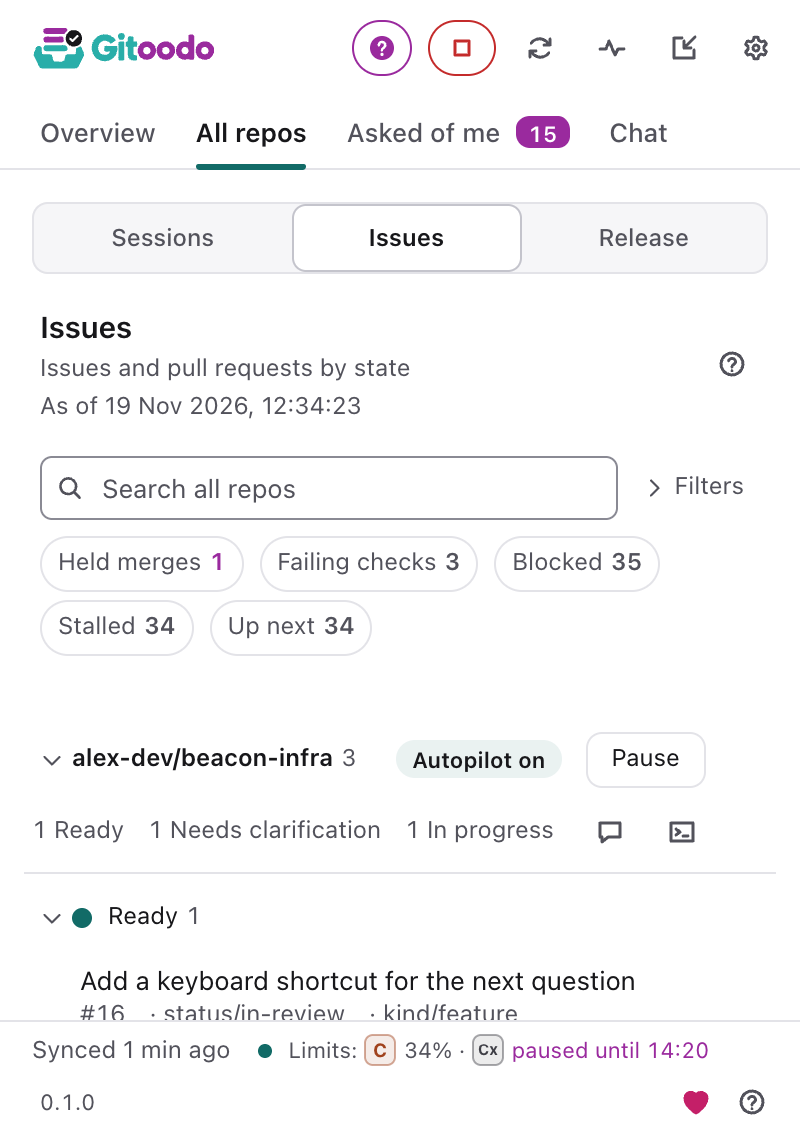 Gitoodo
Overview All repos Asked of me 15 Chat
Sessions Issues Release
Issues
Issues and pull requests by state
As of 19 Nov 2026, 12:34:23
Search all repos Filters
Held merges 1 Failing checks 3 Blocked 35
Stalled 34 Up next 34
alex-dev/beacon-infra 3 Autopilot on Pause
1 Ready 1 Needs clarification 1 In progress
Ready 1
Add a keyboard shortcut for the next question
#16 · status/in-review · kind/feature
Synced 1 min ago Limits: C 34% · Cx paused until 14:20
0.1.0